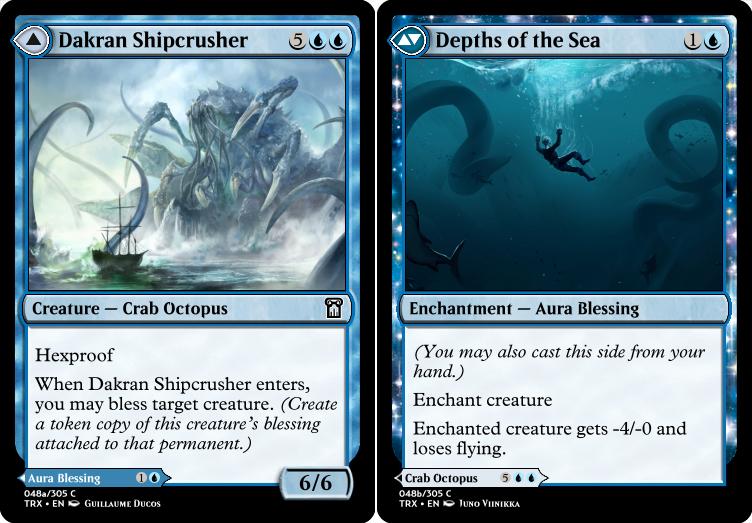 Dakran Shipcrusher 5
Creature — Crab Octopus
Hexproof
When Dakran Shipcrusher enters,
you may bless target creature. (Create
a token copy of this creature's blessing
attached to that permanent.)
Aura Blessing 1
6/6
048a/305 C
TRX • EN Guillaume Ducos
Depths of the Sea 1
Enchantment — Aura Blessing
(You may also cast this side from your
hand.)
Enchant creature
Enchanted creature gets -4/-0 and
loses flying.
Crab Octopus 5
048b/305 C
TRX • EN Juno Viinikka